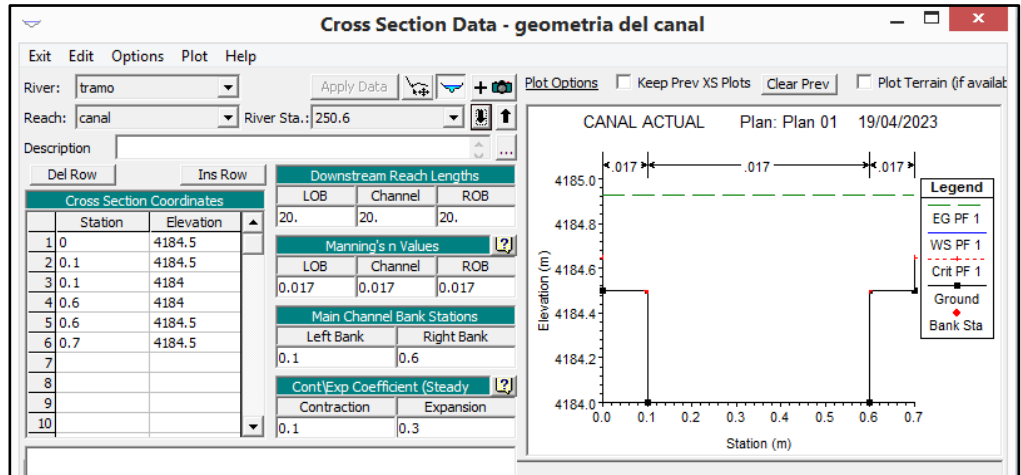 Cross Section Data - geometria del canal
Exit Edit Options Plot Help
River: tramo
Apply Data
Plot Options Keep Prev XS Plots Clear Prev Plot Terrain (if availab
Reach: canal River Sta.: 250.6
Description
...
Del Row Ins Row
Cross Section Coordinates
Station Elevation
1 0 4184.5
2 0.1 4184.5
3 0.1 4184
4 0.6 4184
5 0.6 4184.5
6 0.7 4184.5
7
8
9
10
Downstream Reach Lengths
LOB Channel ROB
20. 20. 20.
Manning's n Values
LOB Channel ROB
0.017 0.017 0.017
Main Channel Bank Stations
Left Bank Right Bank
0.1 0.6
Cont\Exp Coefficient (Steady
Contraction Expansion
0.1 0.3
CANAL ACTUAL Plan: Plan 01 19/04/2023
.017 .017 .017
4185.0
4184.8
4184.6
4184.4
4184.2
4184.0
Elevation (m)
0.0 0.1 0.2 0.3 0.4 0.5 0.6 0.7
Station (m)
Legend
EG PF 1
WS PF 1
Crit PF 1
Ground
Bank Sta